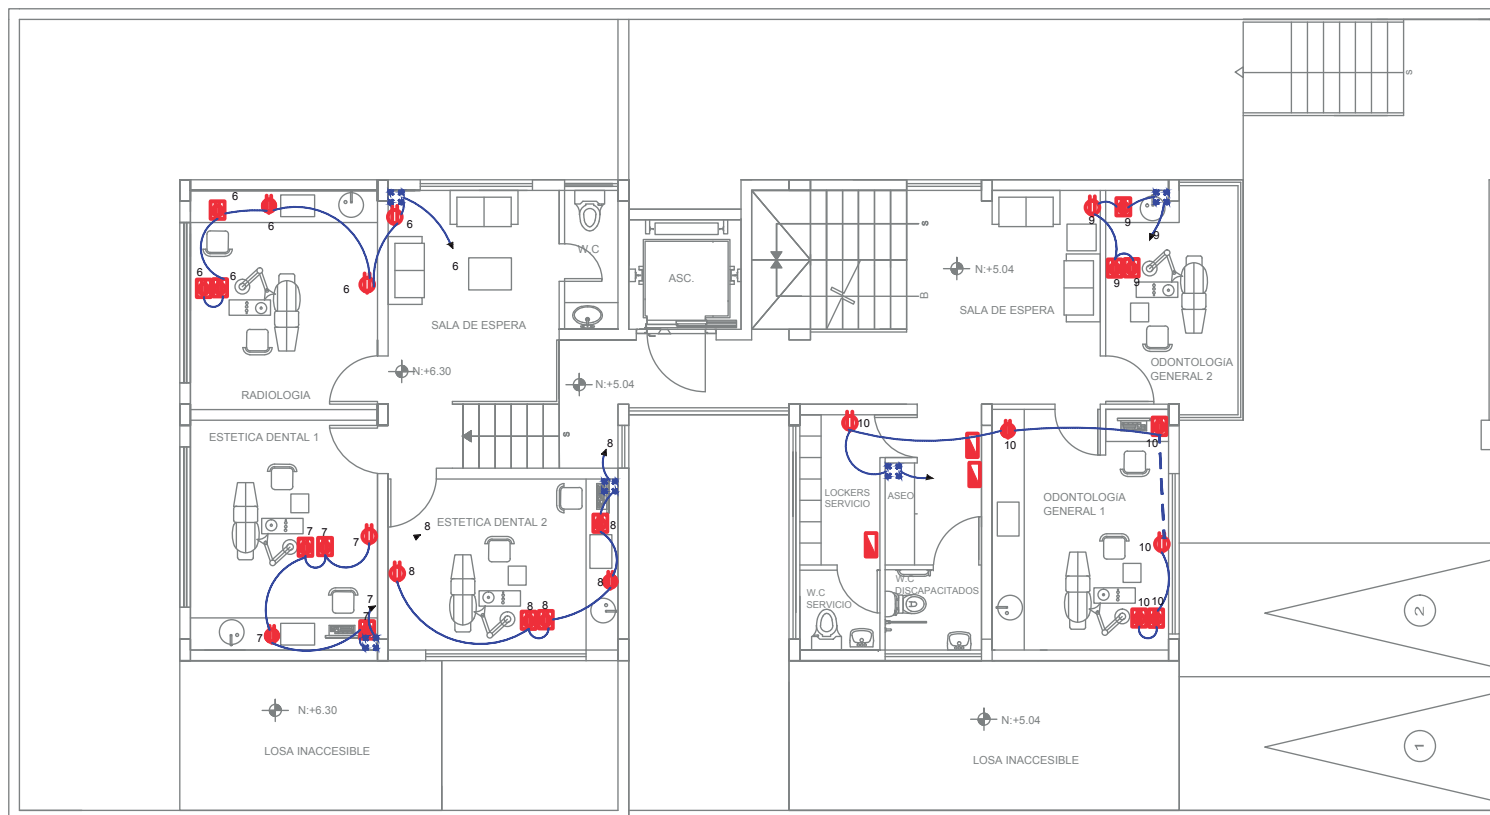 s
6
6
6
6
6
6
6
W.C
ASC.
s
B
9
9
9
9
N:+5.04
N:+6.30
N:+5.04
SALA DE ESPERA
SALA DE ESPERA
RADIOLOGIA
ODONTOLOGíA
GENERAL 2
ESTETICA DENTAL 1
s
8
10
10
10
ESTETICA DENTAL 2
8
8
8
8
8
8
7
7
7
7
7
7
LOCKERS
SERVICIO
ASEO
ODONTOLOGíA
GENERAL 1
10
10
10
W.C
SERVICIO
W.C
DISCAPACITADOS
2
1
N:+6.30
LOSA INACCESIBLE
N:+5.04
LOSA INACCESIBLE